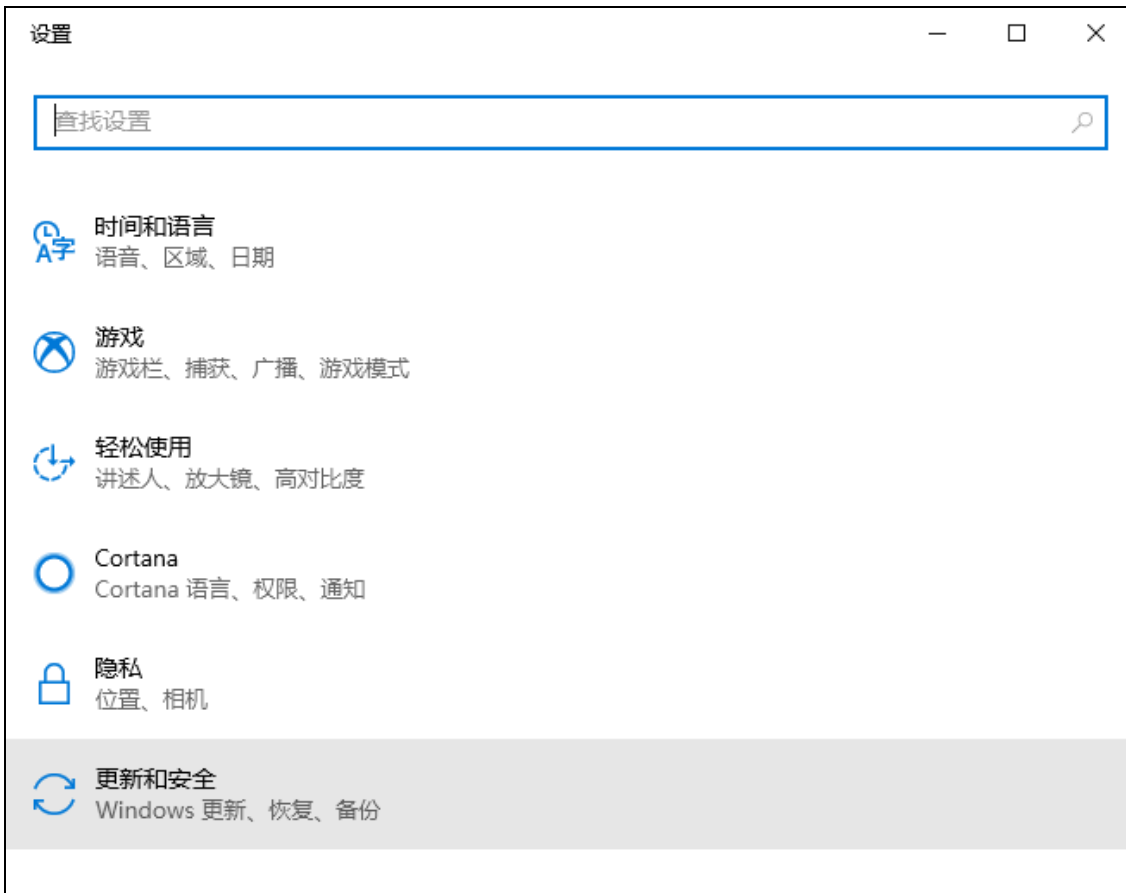 设置
查找设置
时间和语言
语音、区域、日期
游戏
游戏栏、捕获、广播、游戏模式
轻松使用
讲述人、放大镜、高对比度
Cortana
Cortana 语言、权限、通知
隐私
位置、相机
更新和安全
Windows 更新、恢复、备份